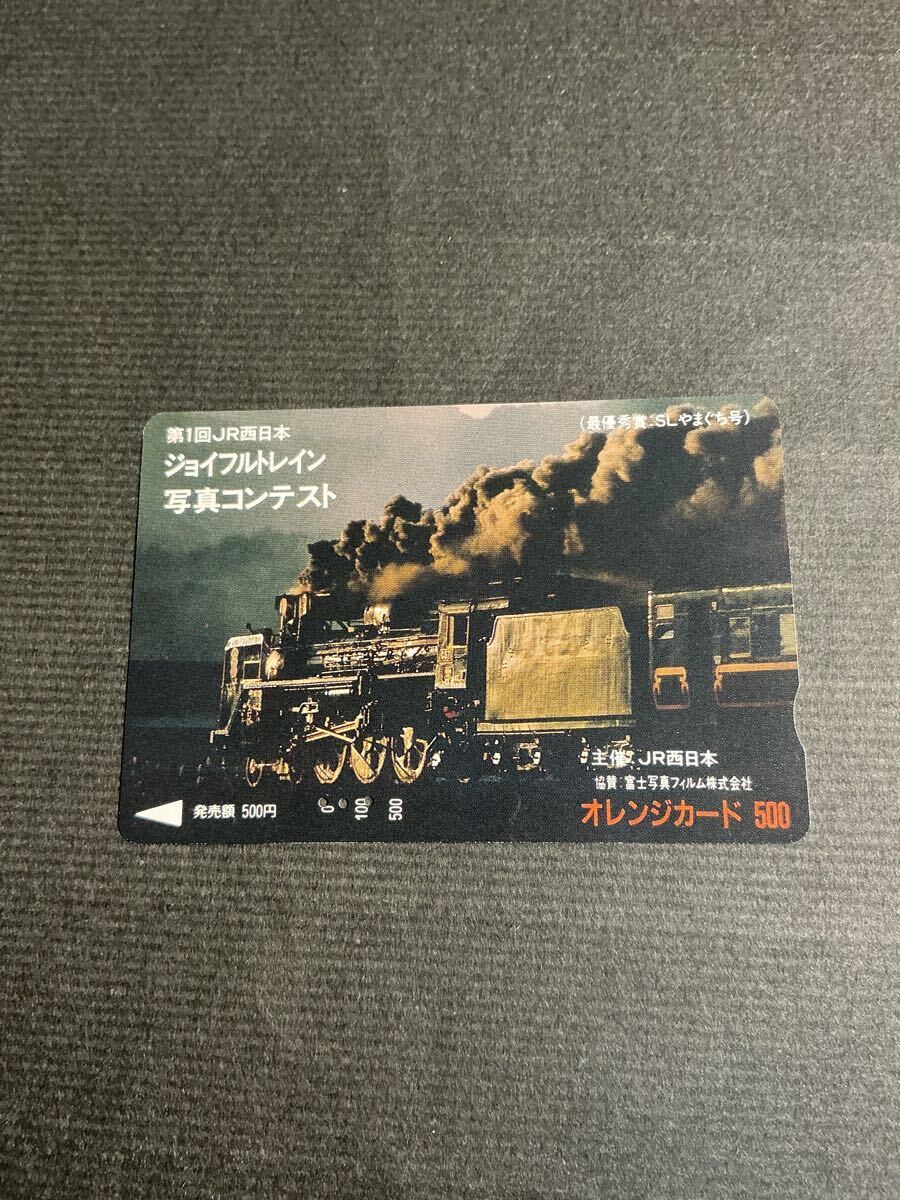 第1回JR西日本
ジョイフルトレイン
写真コンテスト
(最優秀賞:SLやまぐち号)
主催:JR西日本
協賛:富士写真フイルム株式会社
発売額 500円
0
100
500
オレンジカード 500